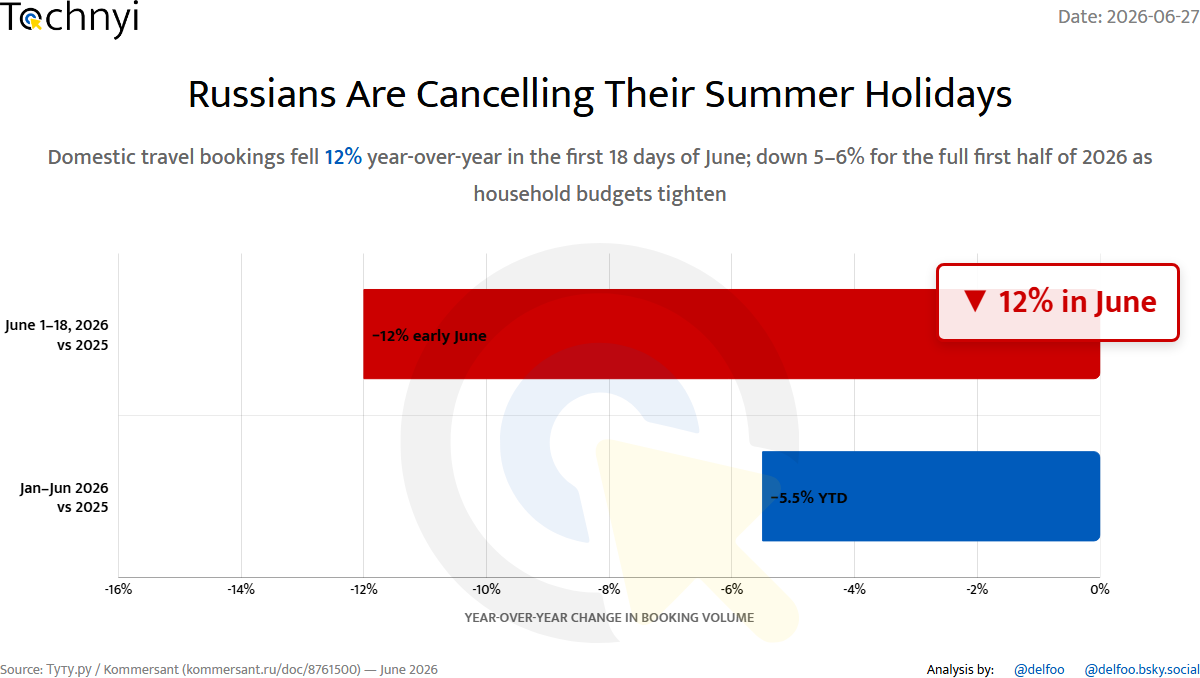 Tochnyi
Date: 2026-06-27
Russians Are Cancelling Their Summer Holidays
Domestic travel bookings fell 12% year-over-year in the first 18 days of June; down 5–6% for the full first half of 2026 as
household budgets tighten
▼ 12% in June
June 1–18, 2026
vs 2025
−12% early June
Jan–Jun 2026
vs 2025
−5.5% YTD
-16% -14% -12% -10% -8% -6% -4% -2% 0%
YEAR-OVER-YEAR CHANGE IN BOOKING VOLUME
Source: Туту.ру / Kommersant (kommersant.ru/doc/8761500) — June 2026
Analysis by: @delfoo @delfoo.bsky.social